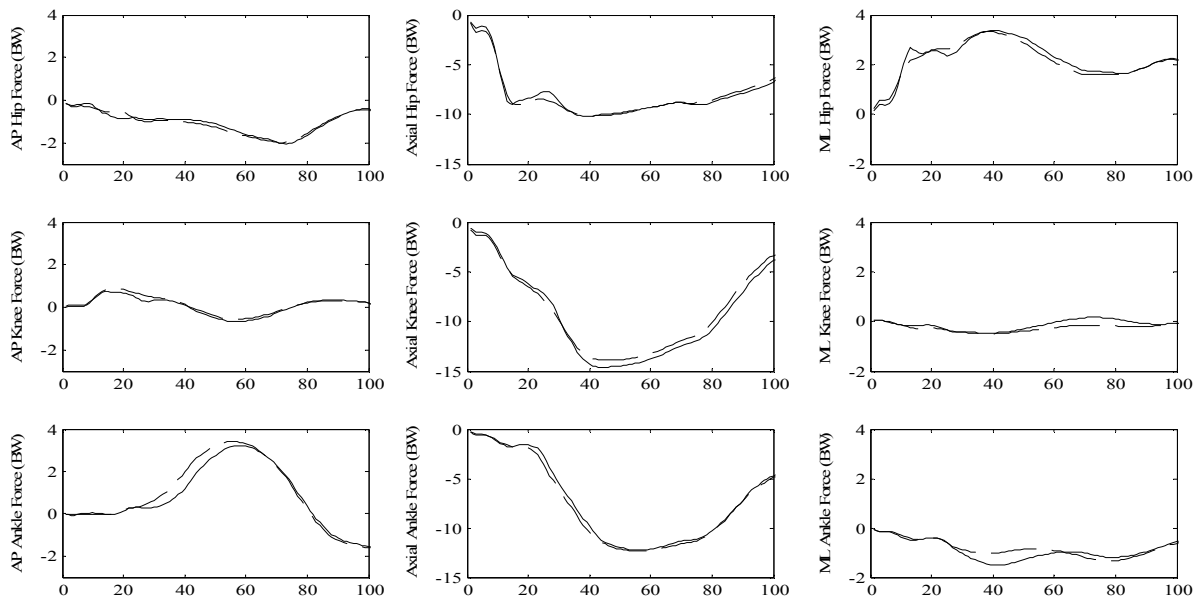 AP Hip Force (BW)
4
2
0
-2
0 20 40 60 80 100
Axial Hip Force (BW)
0
-5
-10
-15
0 20 40 60 80 100
ML Hip Force (BW)
4
2
0
-2
0 20 40 60 80 100
AP Knee Force (BW)
4
2
0
-2
0 20 40 60 80 100
Axial Knee Force (BW)
0
-5
-10
-15
0 20 40 60 80 100
ML Knee Force (BW)
4
2
0
-2
0 20 40 60 80 100
AP Ankle Force (BW)
4
2
0
-2
0 20 40 60 80 100
Axial Ankle Force (BW)
0
-5
-10
-15
0 20 40 60 80 100
ML Ankle Force (BW)
4
2
0
-2
0 20 40 60 80 100